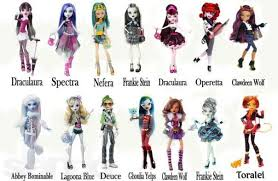 Draculaura Spectra Nefera Frankie Stein Draculaura Operetta Clawdeen Wolf
Abbey Bominable Lagoona Blue Deuce Ghoulia Yelps Clawdeen Wolf Frankie Stein Toralei